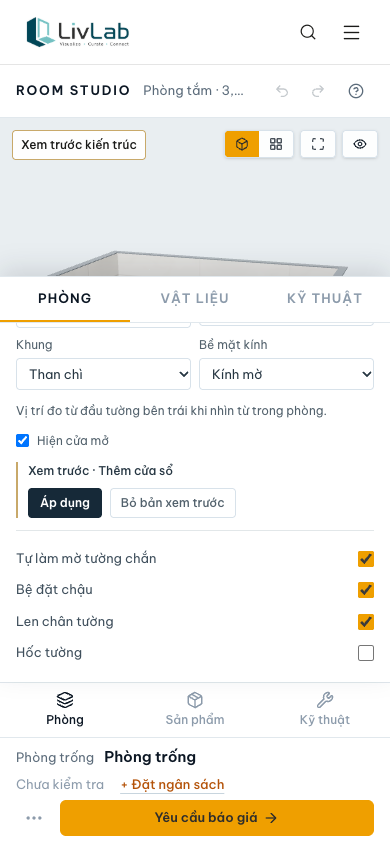 LivLab
Visualise · Curate · Connect
ROOM STUDIO Phòng tắm · 3,...
Xem trước kiến trúc
PHÒNG VẬT LIỆU KỸ THUẬT
Khung Bề mặt kính
Than chì Kính mờ
Vị trí đo từ đầu tường bên trái khi nhìn từ trong phòng.
Hiện cửa mở
Xem trước · Thêm cửa sổ
Áp dụng Bỏ bản xem trước
Tự làm mờ tường chắn
Bệ đặt chậu
Len chân tường
Hốc tường
Phòng Sản phẩm Kỹ thuật
Phòng trống Phòng trống
Chưa kiểm tra + Đặt ngân sách
Yêu cầu báo giá →